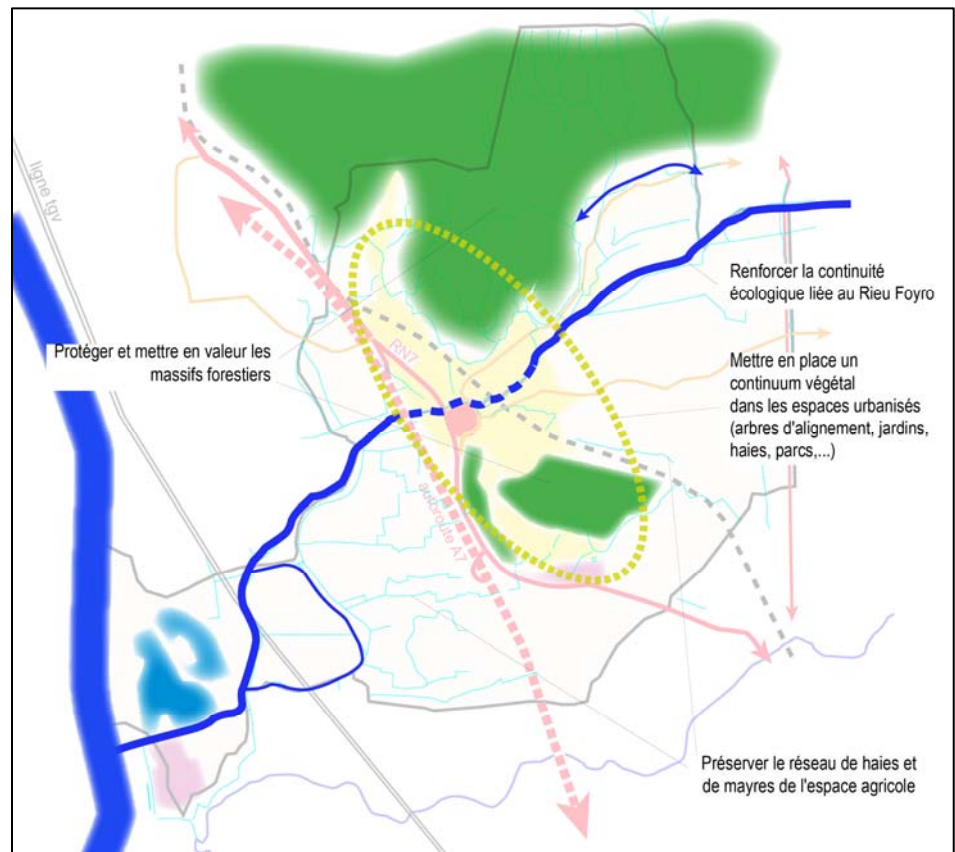 ligne tgv
Renforcer la continuité
écologique liée au Rieu Foyro
Protéger et mettre en valeur les
massifs forestiers
RN7
Mettre en place un
continuum végétal
dans les espaces urbanisés
(arbres d'alignement, jardins,
haies, parcs,...)
autoroute A7
Préserver le réseau de haies et
de mayres de l'espace agricole